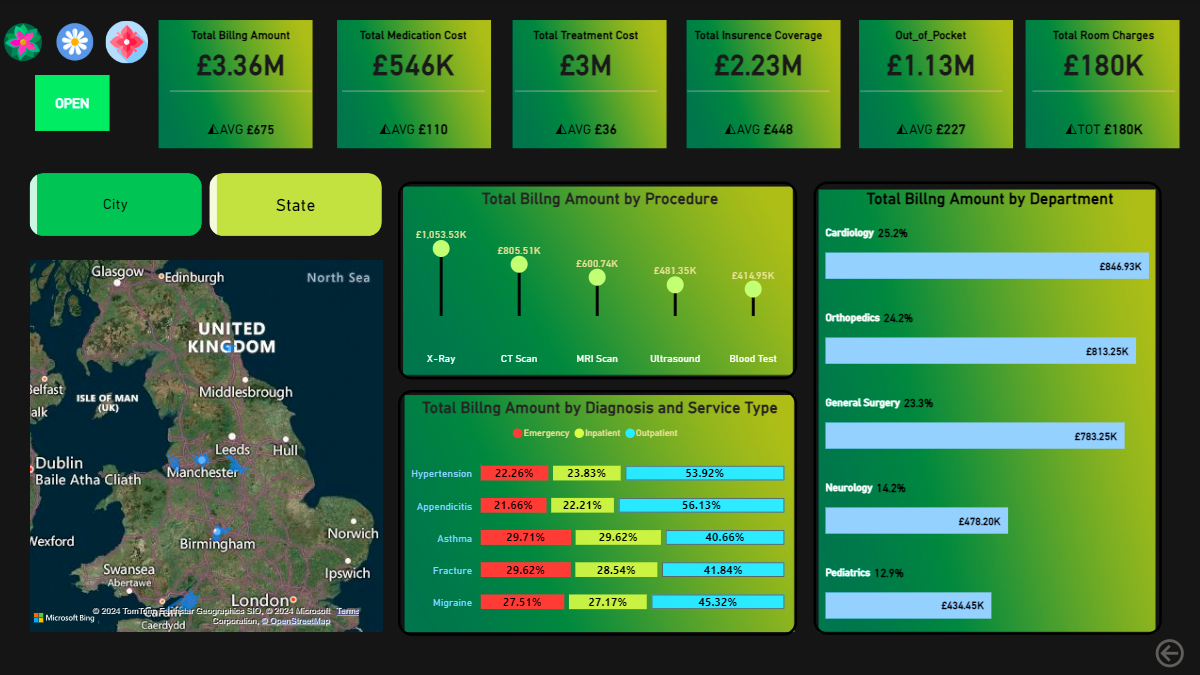 Total Billng Amount
£3.36M
AVG £675
Total Medication Cost
£546K
AVG £110
Total Treatment Cost
£3M
AVG £36
Total Insurence Coverage
£2.23M
AVG £448
Out_of_Pocket
£1.13M
AVG £227
Total Room Charges
£180K
TOT £180K
OPEN
City
State
Glasgow
Edinburgh
North Sea
UNITED
KINGDOM
Middlesbrough
Belfast
ISLE OF MAN
(UK)
Leeds
Hull
Manchester
Dublin
Baile Atha Cliath
Norwich
Wexford
Birmingham
Ipswich
Swansea
Abertawe
London
Cardiff
Caerdydd
Microsoft Bing
© 2024 TomTom, Earthstar Geographics SIO, © 2024 Microsoft Terms
Corporation, © OpenStreetMap
Total Billng Amount by Procedure
£1,053.53K
£805.51K
£600.74K
£481.35K
£414.95K
X-Ray
CT Scan
MRI Scan
Ultrasound
Blood Test
Total Billng Amount by Diagnosis and Service Type
Emergency Inpatient Outpatient
Hypertension 22.26% 23.83% 53.92%
Appendicitis 21.66% 22.21% 56.13%
Asthma 29.71% 29.62% 40.66%
Fracture 29.62% 28.54% 41.84%
Migraine 27.51% 27.17% 45.32%
Total Billng Amount by Department
Cardiology 25.2%
£846.93K
Orthopedics 24.2%
£813.25K
General Surgery 23.3%
£783.25K
Neurology 14.2%
£478.20K
Pediatrics 12.9%
£434.45K